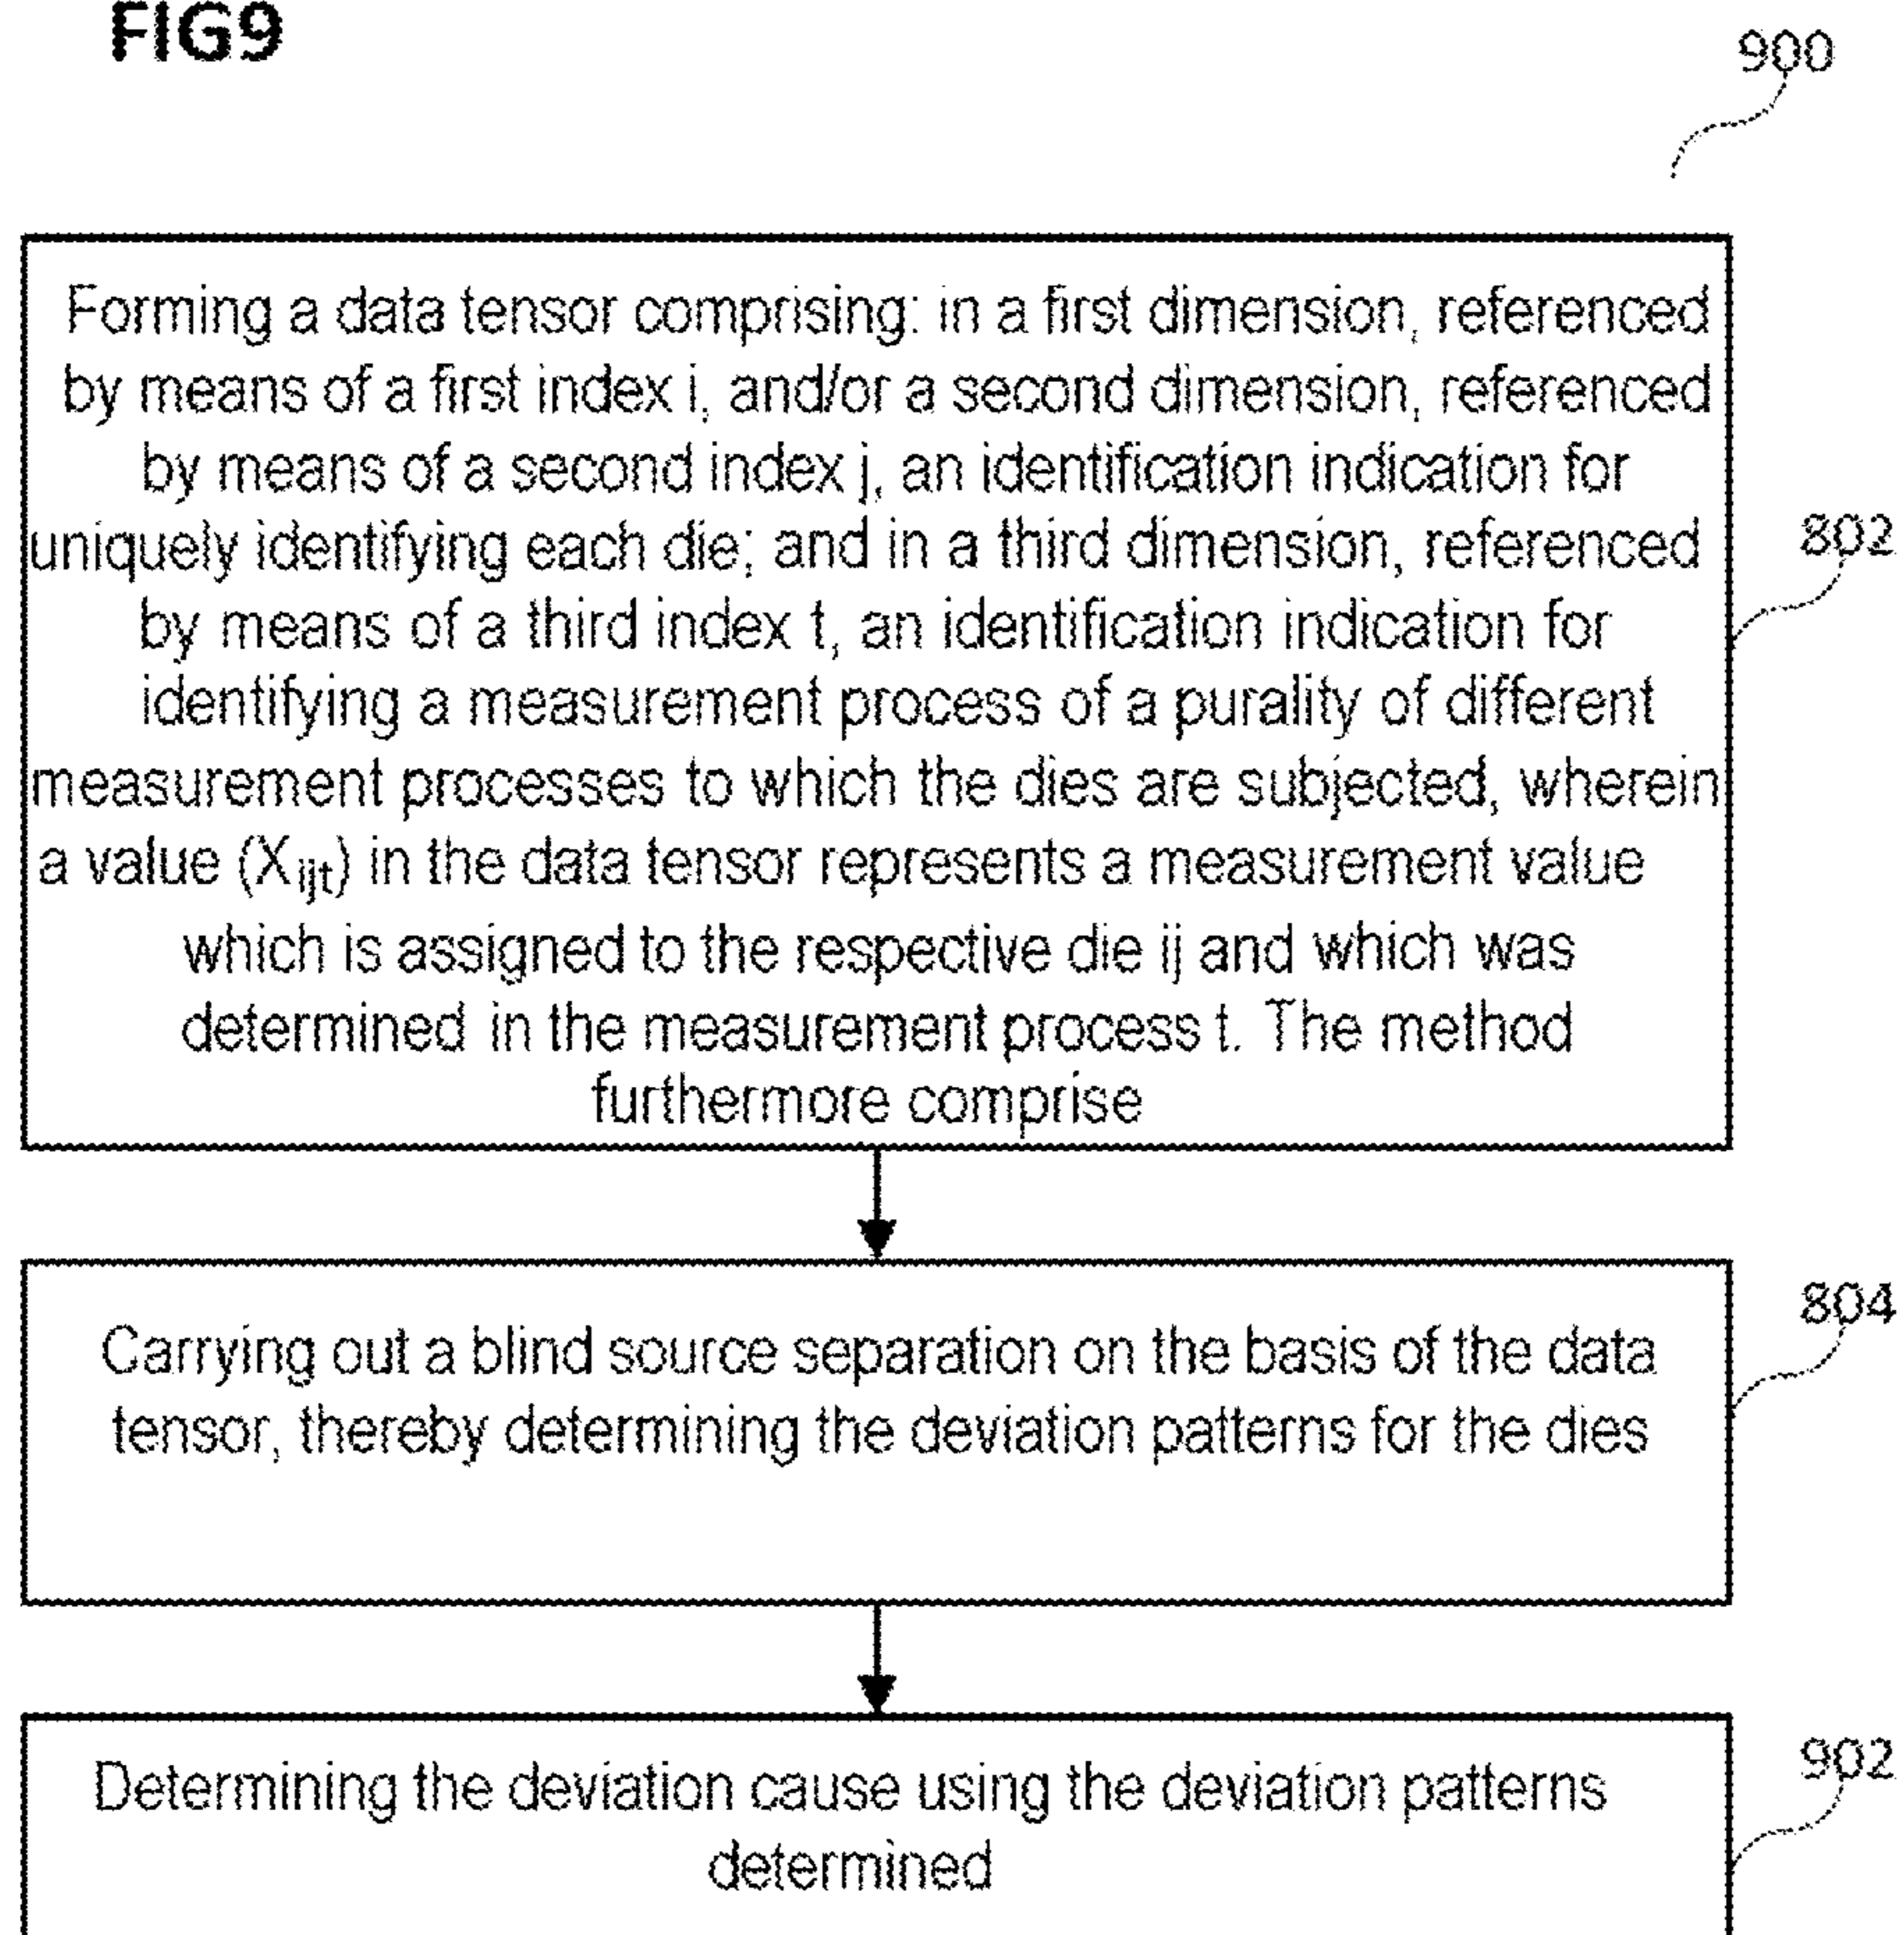 FIG9
900
Forming a data tensor comprising: in a first dimension, referenced
by means of a first index i, and/or a second dimension, referenced
by means of a second index j, an identification indication for
uniquely identifying each die; and in a third dimension, referenced
802
by means of a third index t, an identification indication for
identifying a measurement process of a purality of different
measurement processes to which the dies are subjected, wherein
a value (Xijt) in the data tensor represents a measurement value
which is assigned to the respective die ij and which was
determined in the measurement process t. The method
furthermore comprise
804
Carrying out a blind source separation on the basis of the data
tensor, thereby determining the deviation patterns for the dies
902
Determining the deviation cause using the deviation patterns
determined